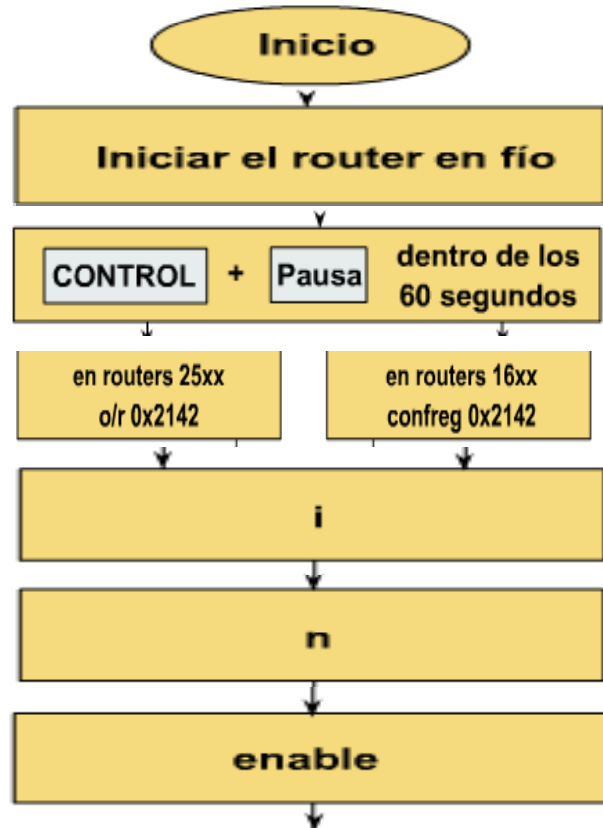 Inicio
Iniciar el router en fío
CONTROL + Pausa dentro de los
60 segundos
en routers 25xx
o/r 0x2142
en routers 16xx
confreg 0x2142
i
n
enable